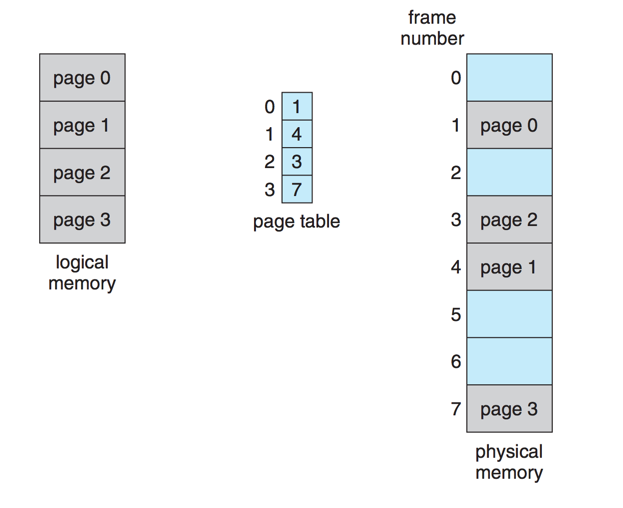 frame
number
page 0
page 1
page 2
page 3
logical
memory
0 1
1 4
2 3
3 7
page table
0
1 page 0
2
3 page 2
4 page 1
5
6
7 page 3
physical
memory